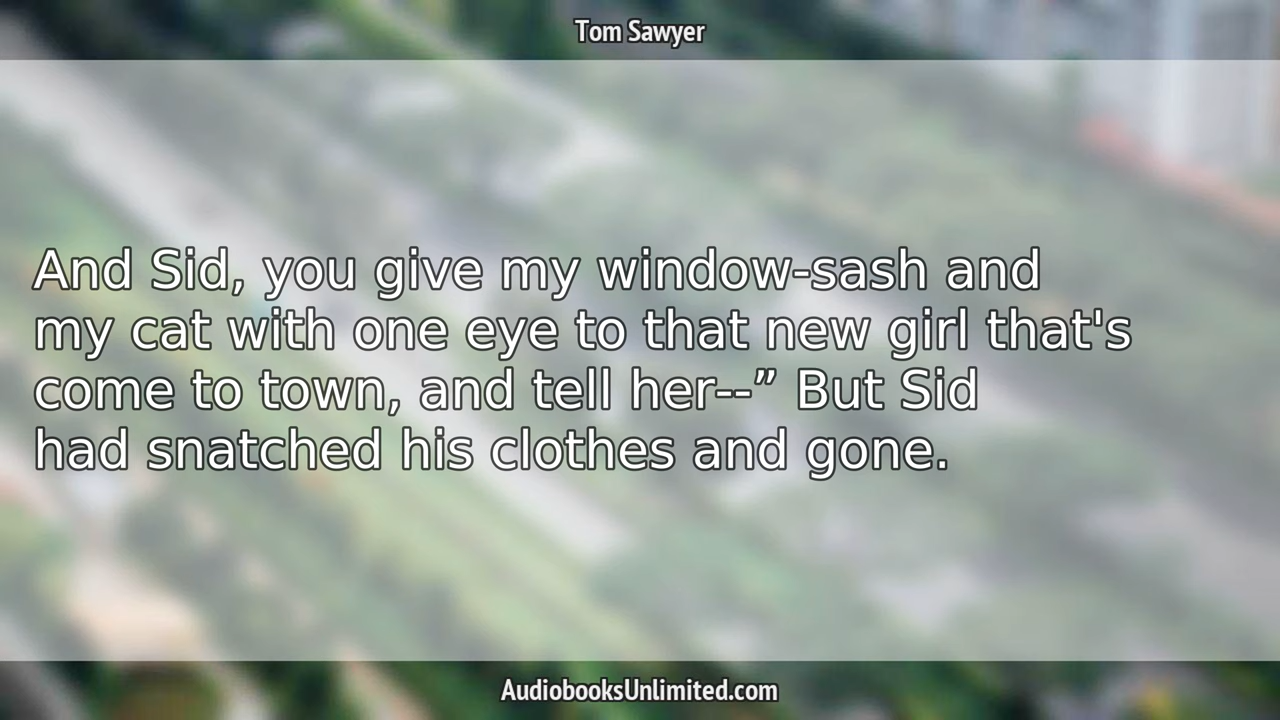 Tom Sawyer
And Sid, you give my window-sash and
my cat with one eye to that new girl that's
come to town, and tell her--” But Sid
had snatched his clothes and gone.
AudiobooksUnlimited.com